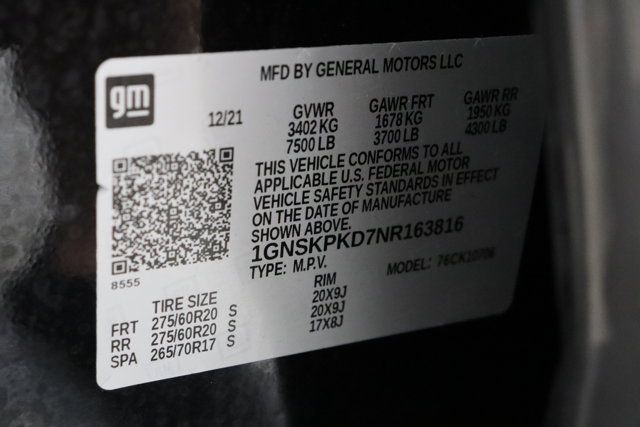 gm
MFD BY GENERAL MOTORS LLC
12/21
GVWR GAWR FRT GAWR RR
3402 KG 1678 KG 1950 KG
7500 LB 3700 LB 4300 LB
THIS VEHICLE CONFORMS TO ALL
APPLICABLE U.S. FEDERAL MOTOR
VEHICLE SAFETY STANDARDS IN EFFECT
ON THE DATE OF MANUFACTURE
SHOWN ABOVE.
1GNSKPKD7NR163816
TYPE: M.P.V. MODEL: 76CK10706
8555
TIRE SIZE RIM
FRT 275/60R20 S 20X9J
RR 275/60R20 S 20X9J
SPA 265/70R17 S 17X8J